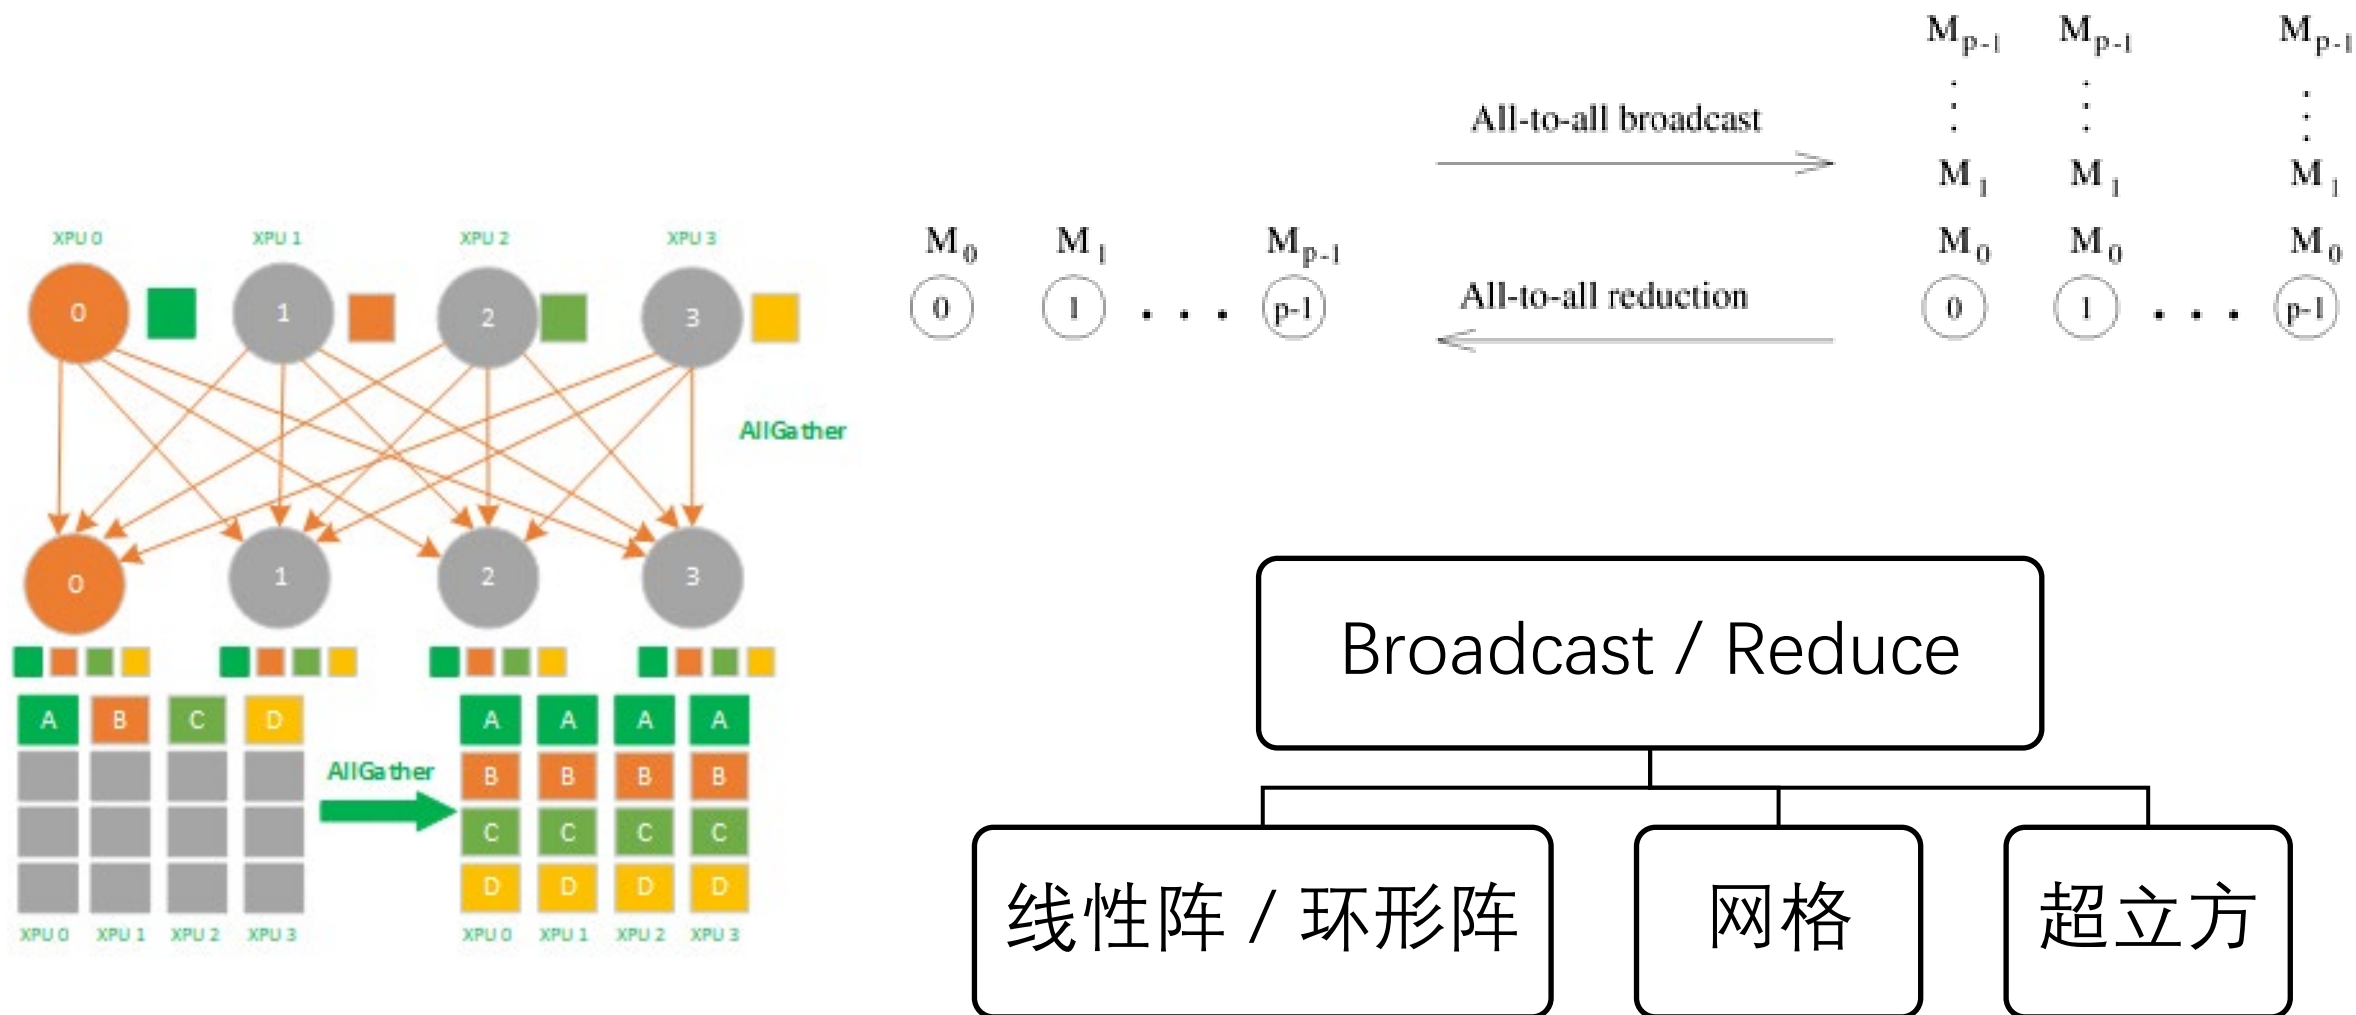 XPU 0 XPU 1 XPU 2 XPU 3
0 1 2 3
AllGather
0 1 2 3
A B C D
AllGather
A A A A
B B B B
C C C C
D D D D
XPU 0 XPU 1 XPU 2 XPU 3
XPU 0 XPU 1 XPU 2 XPU 3
M0 M1 Mp-1
0 1 . . . p-1
All-to-all broadcast
All-to-all reduction
Mp-1 Mp-1 Mp-1
M1 M1 M1
M0 M0 M0
0 1 . . . p-1
Broadcast / Reduce
线性阵 / 环形阵
网格
超立方